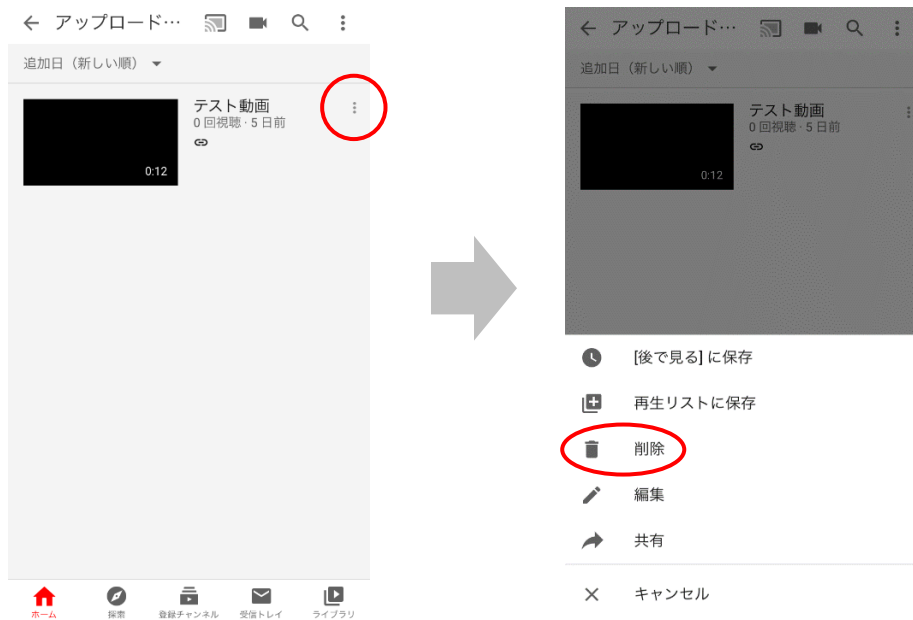 アップロード…
追加日（新しい順）
テスト動画
0 回視聴 · 5 日前
0:12
ホーム
探索
登録チャンネル
受信トレイ
ライブラリ
アップロード…
追加日（新しい順）
テスト動画
0 回視聴 · 5 日前
0:12
[後で見る] に保存
再生リストに保存
削除
編集
共有
キャンセル